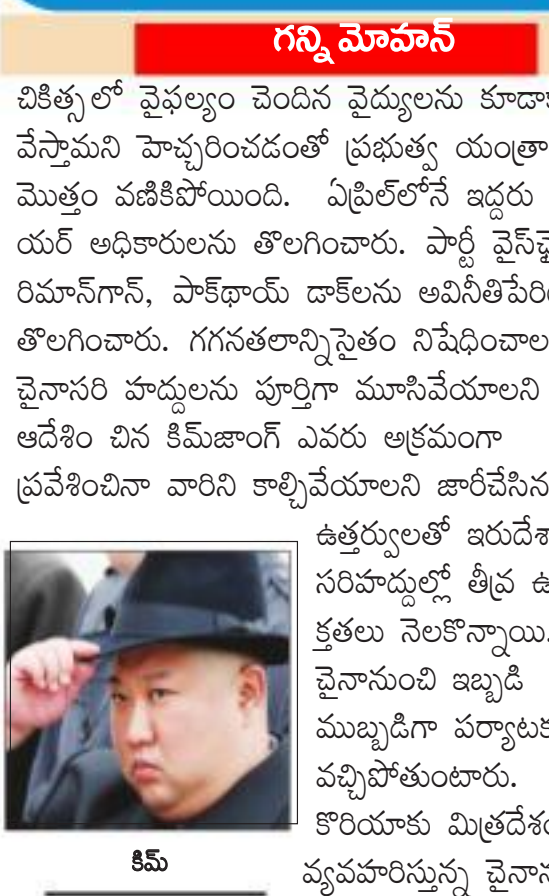 గన్ని మోహన్
చికిత్సలో వైఫల్యం చెందిన వైద్యులను కూడా
వేస్తామని హెచ్చరించడంతో ప్రభుత్వ యంత్రా
మొత్తం వణికిపోయింది. ఏప్రిల్‌లోనే ఇద్దరు
యర్ అధికారులను తొలగించారు. పార్టీ వైస్‌ఛై
రిమాన్‌గాన్, పాక్‌థాయ్ డాక్‌లను అవినీతిపేరి
తొలగించారు. గగనతలాన్నిసైతం నిషేధించాల
చైనాసరి హద్దులను పూర్తిగా మూసివేయాలని
ఆదేశిం చిన కిమ్‌జాంగ్ ఎవరు అక్రమంగా
ప్రవేశించినా వారిని కాల్చివేయాలని జారీచేసిన
ఉత్తర్వులతో ఇరుదేశ
సరిహద్దుల్లో తీవ్ర ఉ
క్తతలు నెలకొన్నాయి.
చైనానుంచి ఇబ్బడి
ముబ్బడిగా పర్యాటక
వచ్చిపోతుంటారు.
కొరియాకు మిత్రదేశం
వ్యవహరిస్తున్న చైనాన
కిమ్